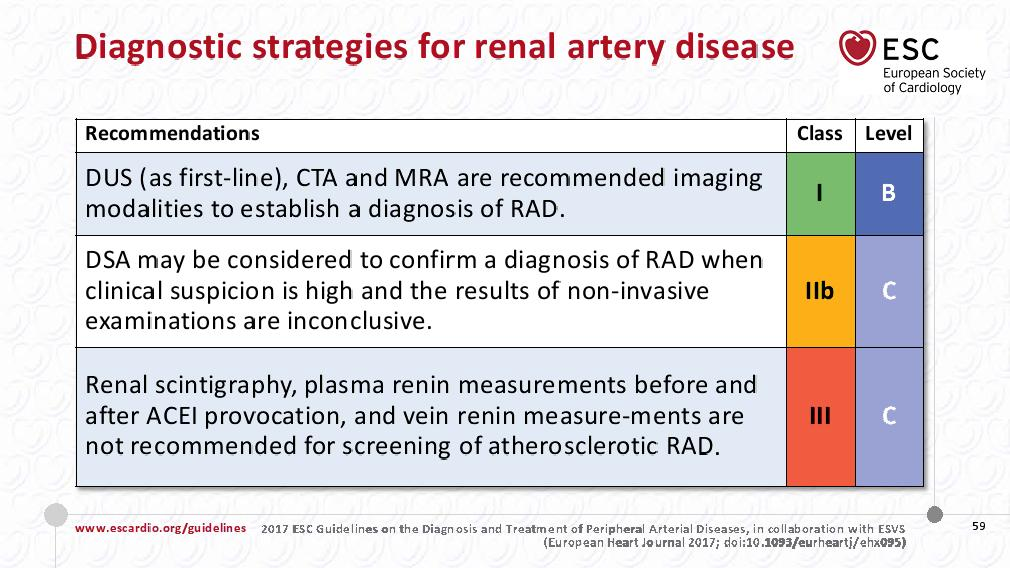 Diagnostic strategies for renal artery disease
ESC
European Society
of Cardiology
Recommendations Class Level
DUS (as first-line), CTA and MRA are recommended imaging
modalities to establish a diagnosis of RAD.
I B
DSA may be considered to confirm a diagnosis of RAD when
clinical suspicion is high and the results of non-invasive
examinations are inconclusive.
IIb C
Renal scintigraphy, plasma renin measurements before and
after ACEI provocation, and vein renin measure-ments are
not recommended for screening of atherosclerotic RAD.
III C
www.escardio.org/guidelines 2017 ESC Guidelines on the Diagnosis and Treatment of Peripheral Arterial Diseases, in collaboration with ESVS
(European Heart Journal 2017; doi:10.1093/eurheartj/ehx095)
59